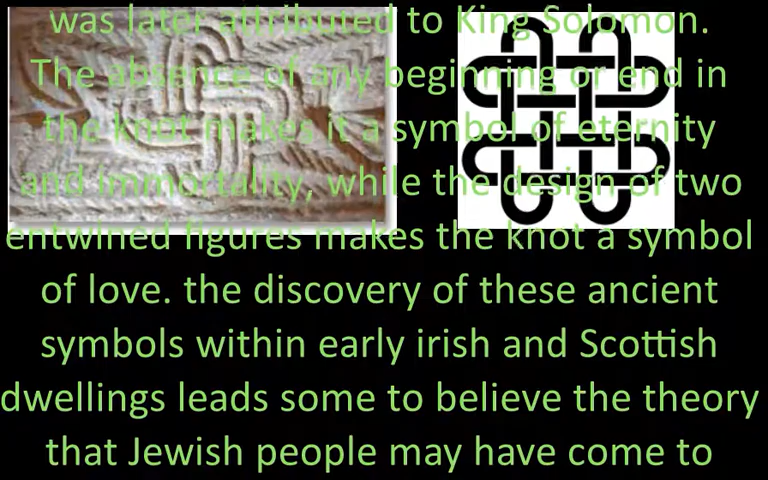 was later attributed to King Solomon.
The absence of any beginning or end in
the knot makes it a symbol of eternity
and immortality, while the design of two
entwined figures makes the knot a symbol
of love. the discovery of these ancient
symbols within early irish and Scottish
dwellings leads some to believe the theory
that Jewish people may have come to